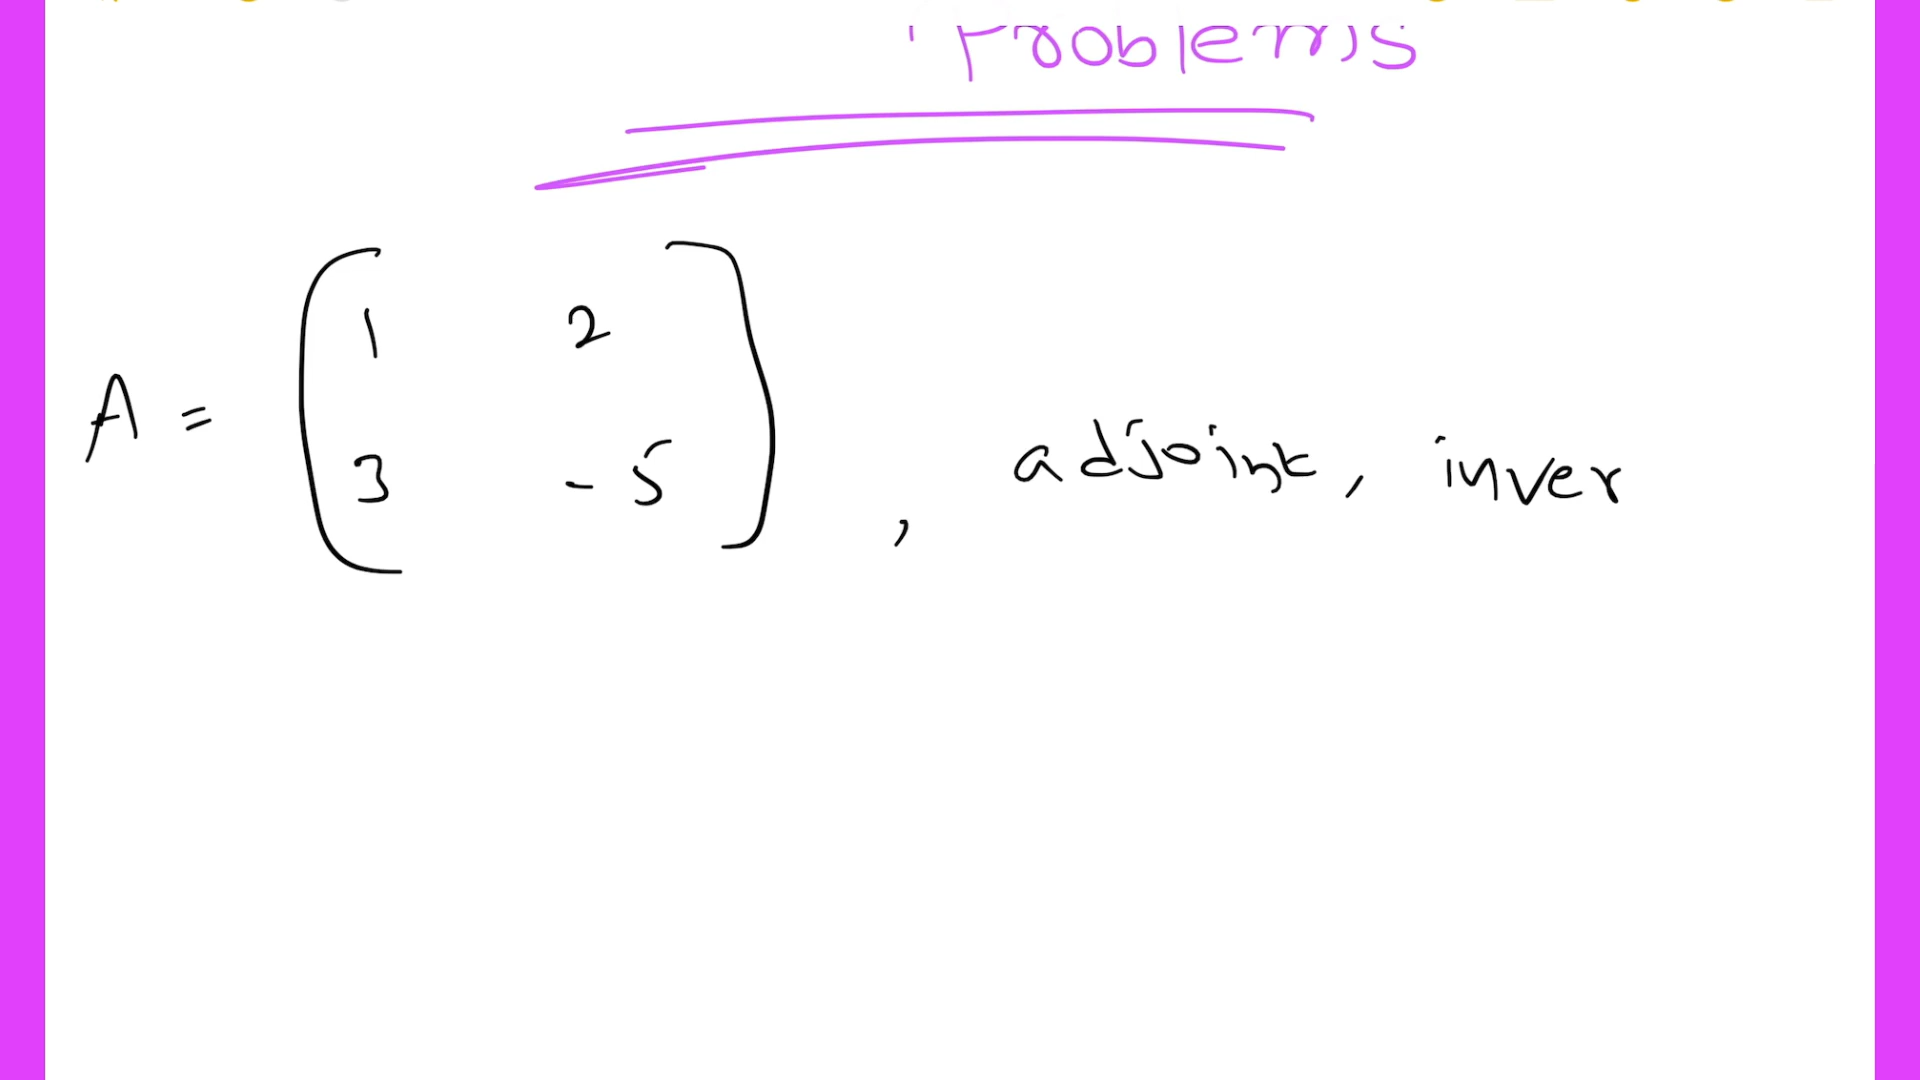 Problems
A = ( 1 2
3 - 5 ) , adjoint, inver